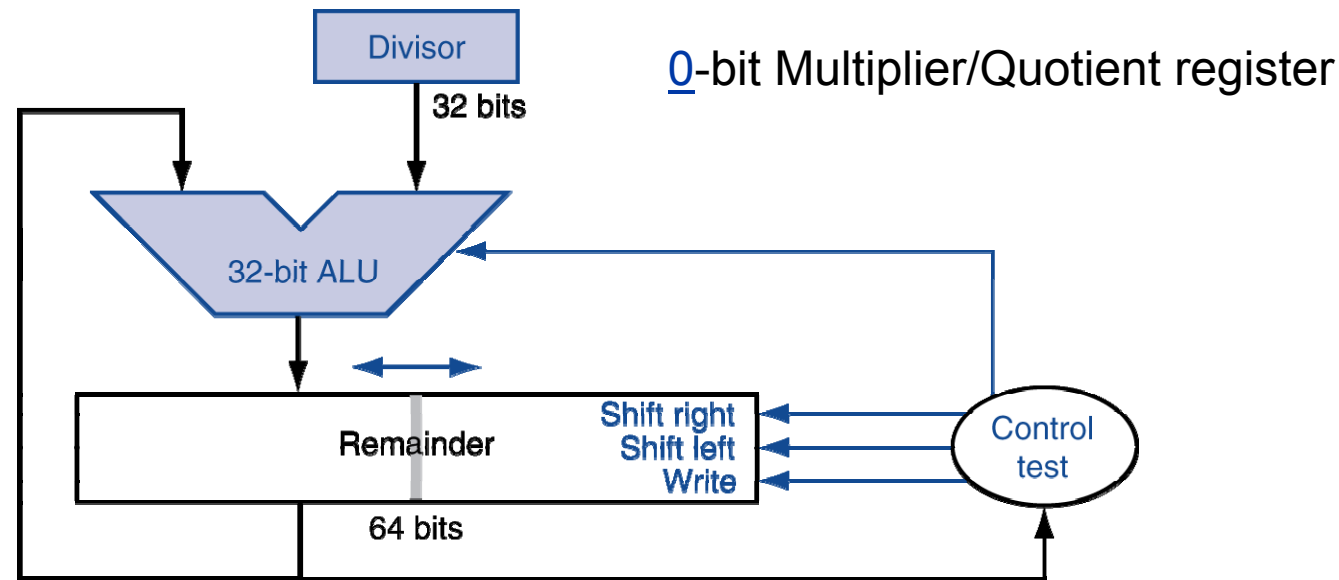 Divisor
0-bit Multiplier/Quotient register
32 bits
32-bit ALU
Remainder
Shift right
Shift left
Write
Control
test
64 bits